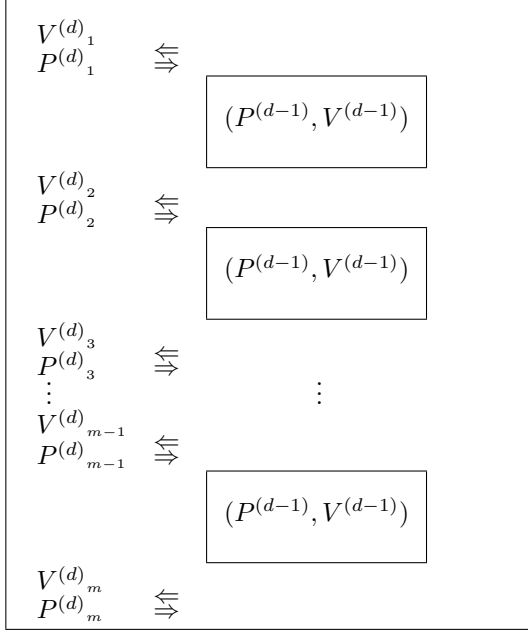 V^{(d)}_1 ⇐
P^{(d)}_1 ⇒
(P^{(d−1)}, V^{(d−1)})
V^{(d)}_2 ⇐
P^{(d)}_2 ⇒
(P^{(d−1)}, V^{(d−1)})
V^{(d)}_3 ⇐
P^{(d)}_3 ⇒
⋮ ⋮
V^{(d)}_{m−1} ⇐
P^{(d)}_{m−1} ⇒
(P^{(d−1)}, V^{(d−1)})
V^{(d)}_m ⇐
P^{(d)}_m ⇒